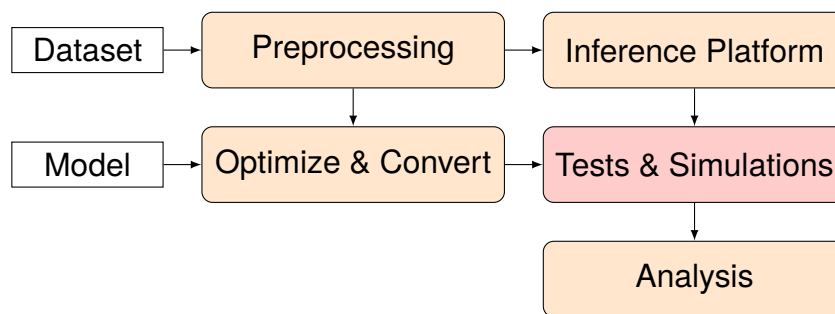 Dataset
Preprocessing
Inference Platform
Model
Optimize & Convert
Tests & Simulations
Analysis